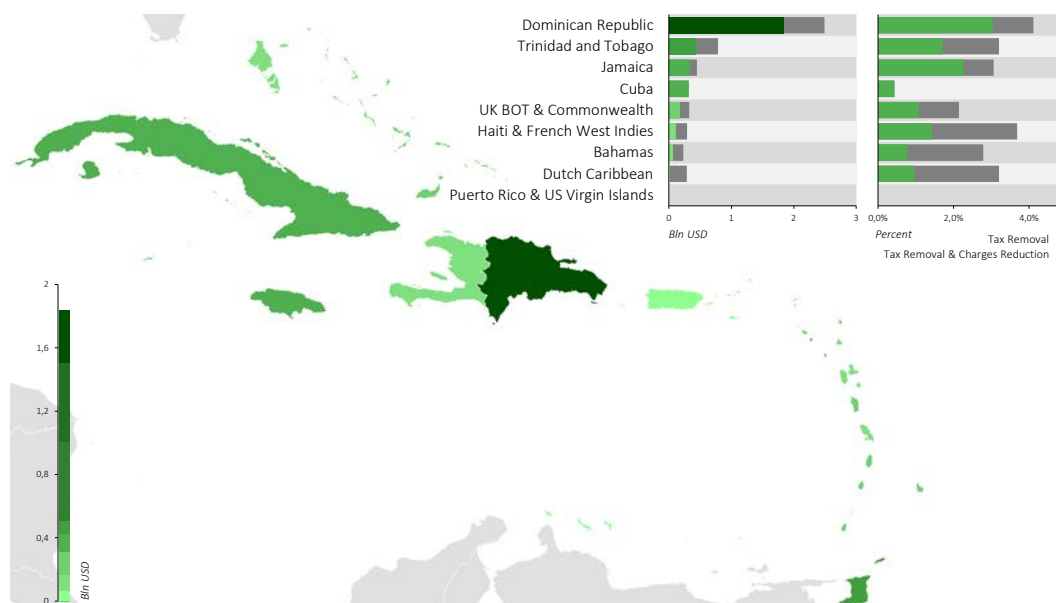 Dominican Republic
Trinidad and Tobago
Jamaica
Cuba
UK BOT & Commonwealth
Haiti & French West Indies
Bahamas
Dutch Caribbean
Puerto Rico & US Virgin Islands
0 1 2 3
0,0% 2,0% 4,0%
Bln USD
Percent
Tax Removal
Tax Removal & Charges Reduction
2
1,6
1,2
0,8
0,4
0
Bln USD